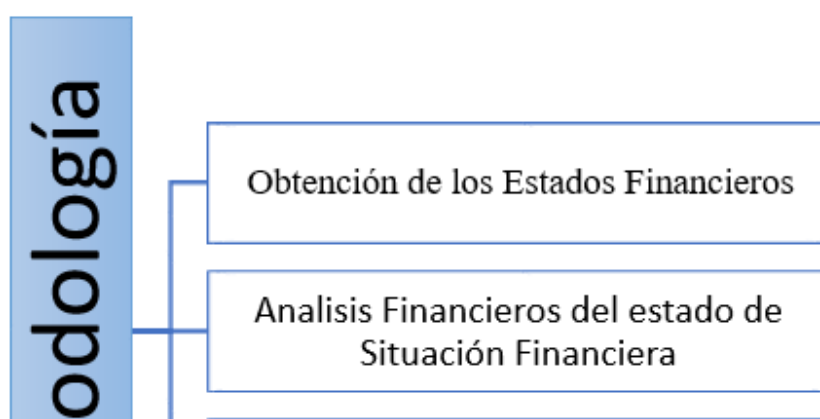 odología
Obtención de los Estados Financieros
Analisis Financieros del estado de
Situación Financiera